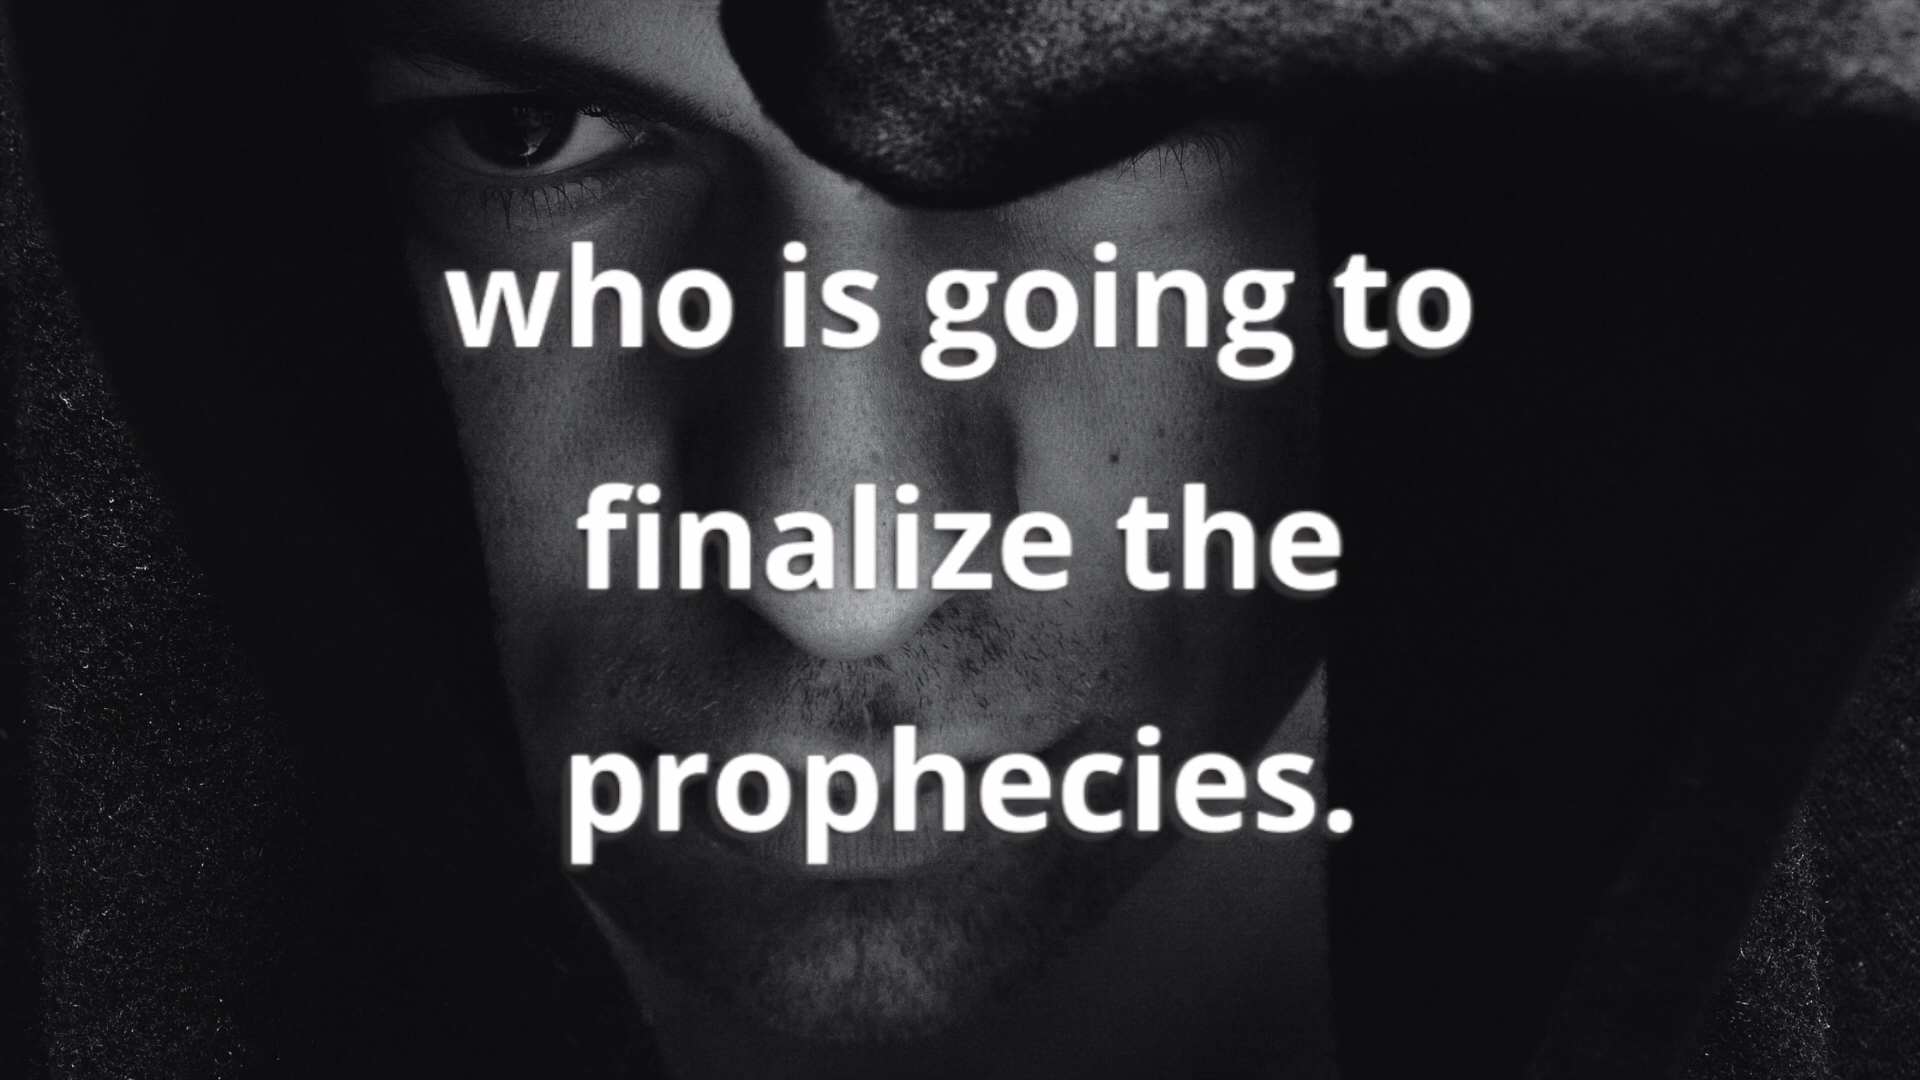 who is going to
finalize the
prophecies.